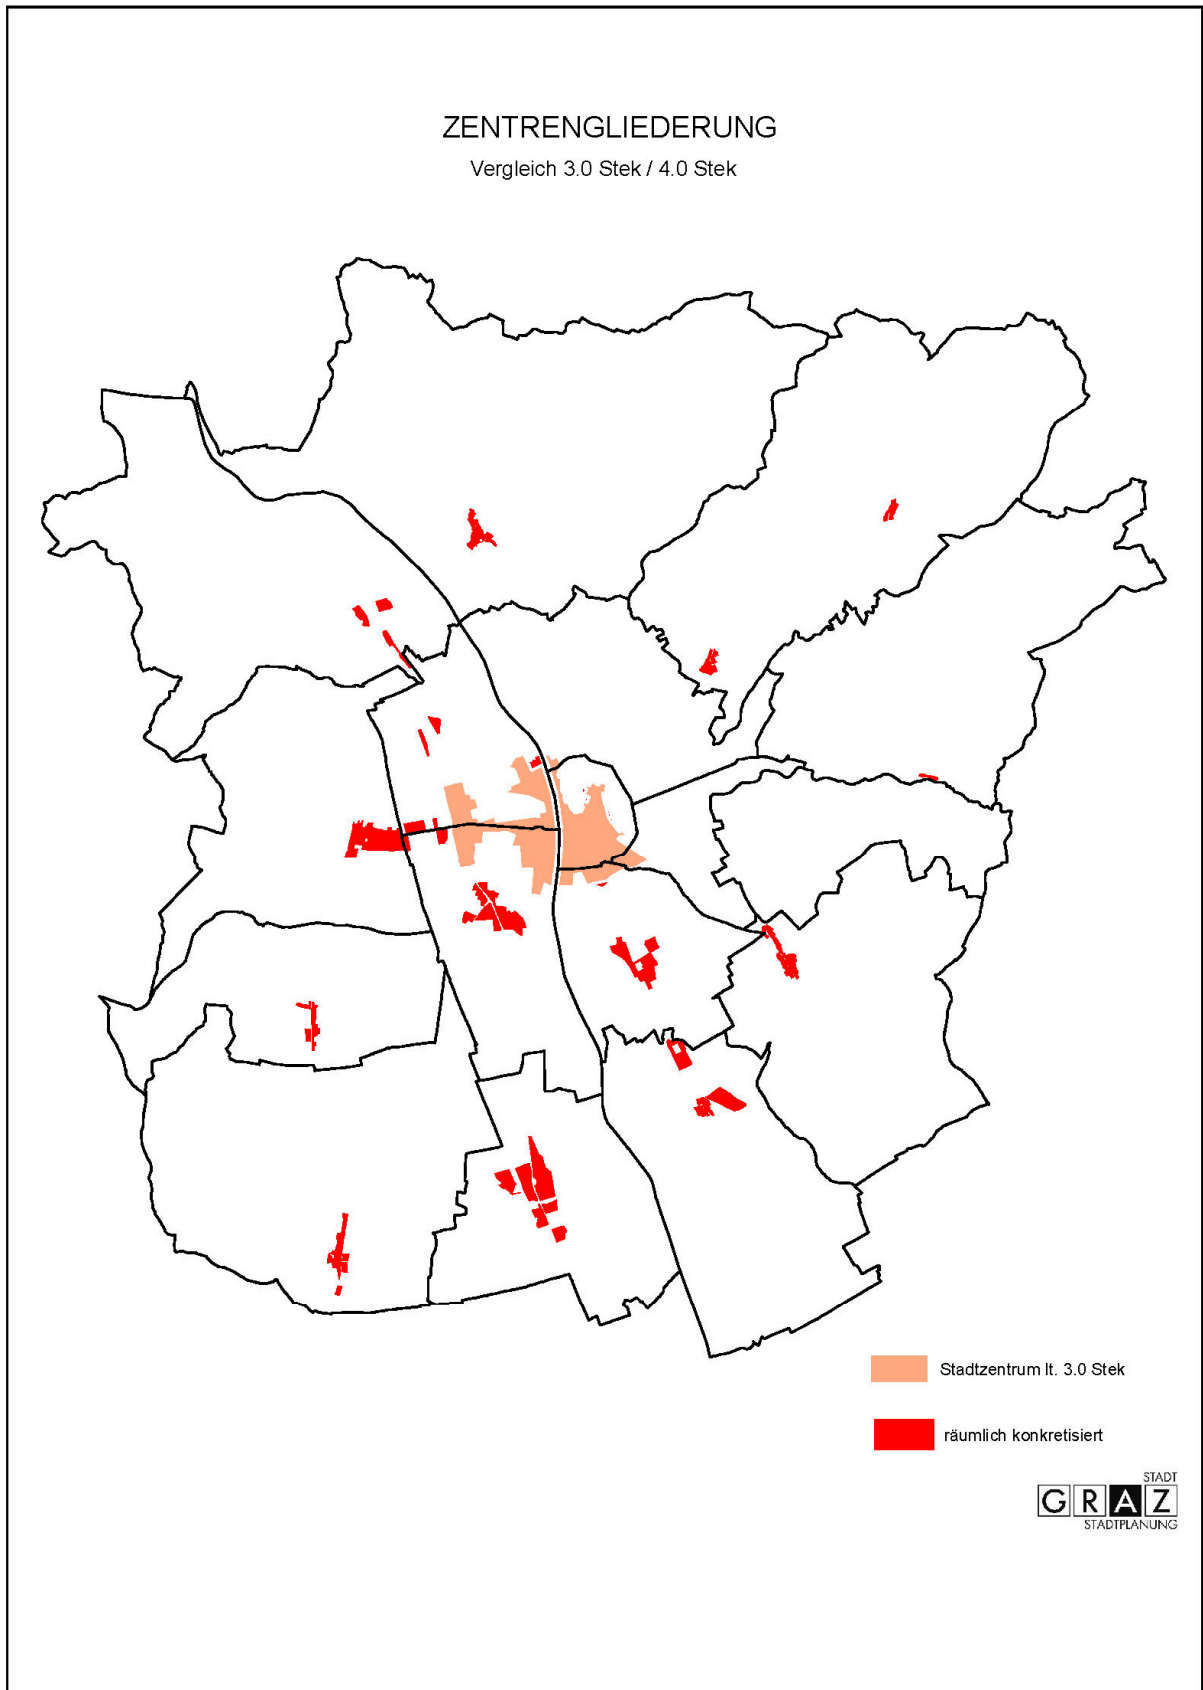 ZENTRENGLIEDERUNG
Vergleich 3.0 Stek / 4.0 Stek
Stadtzentrum lt. 3.0 Stek
räumlich konkretisiert
STADT
GRAZ
STADTPLANUNG